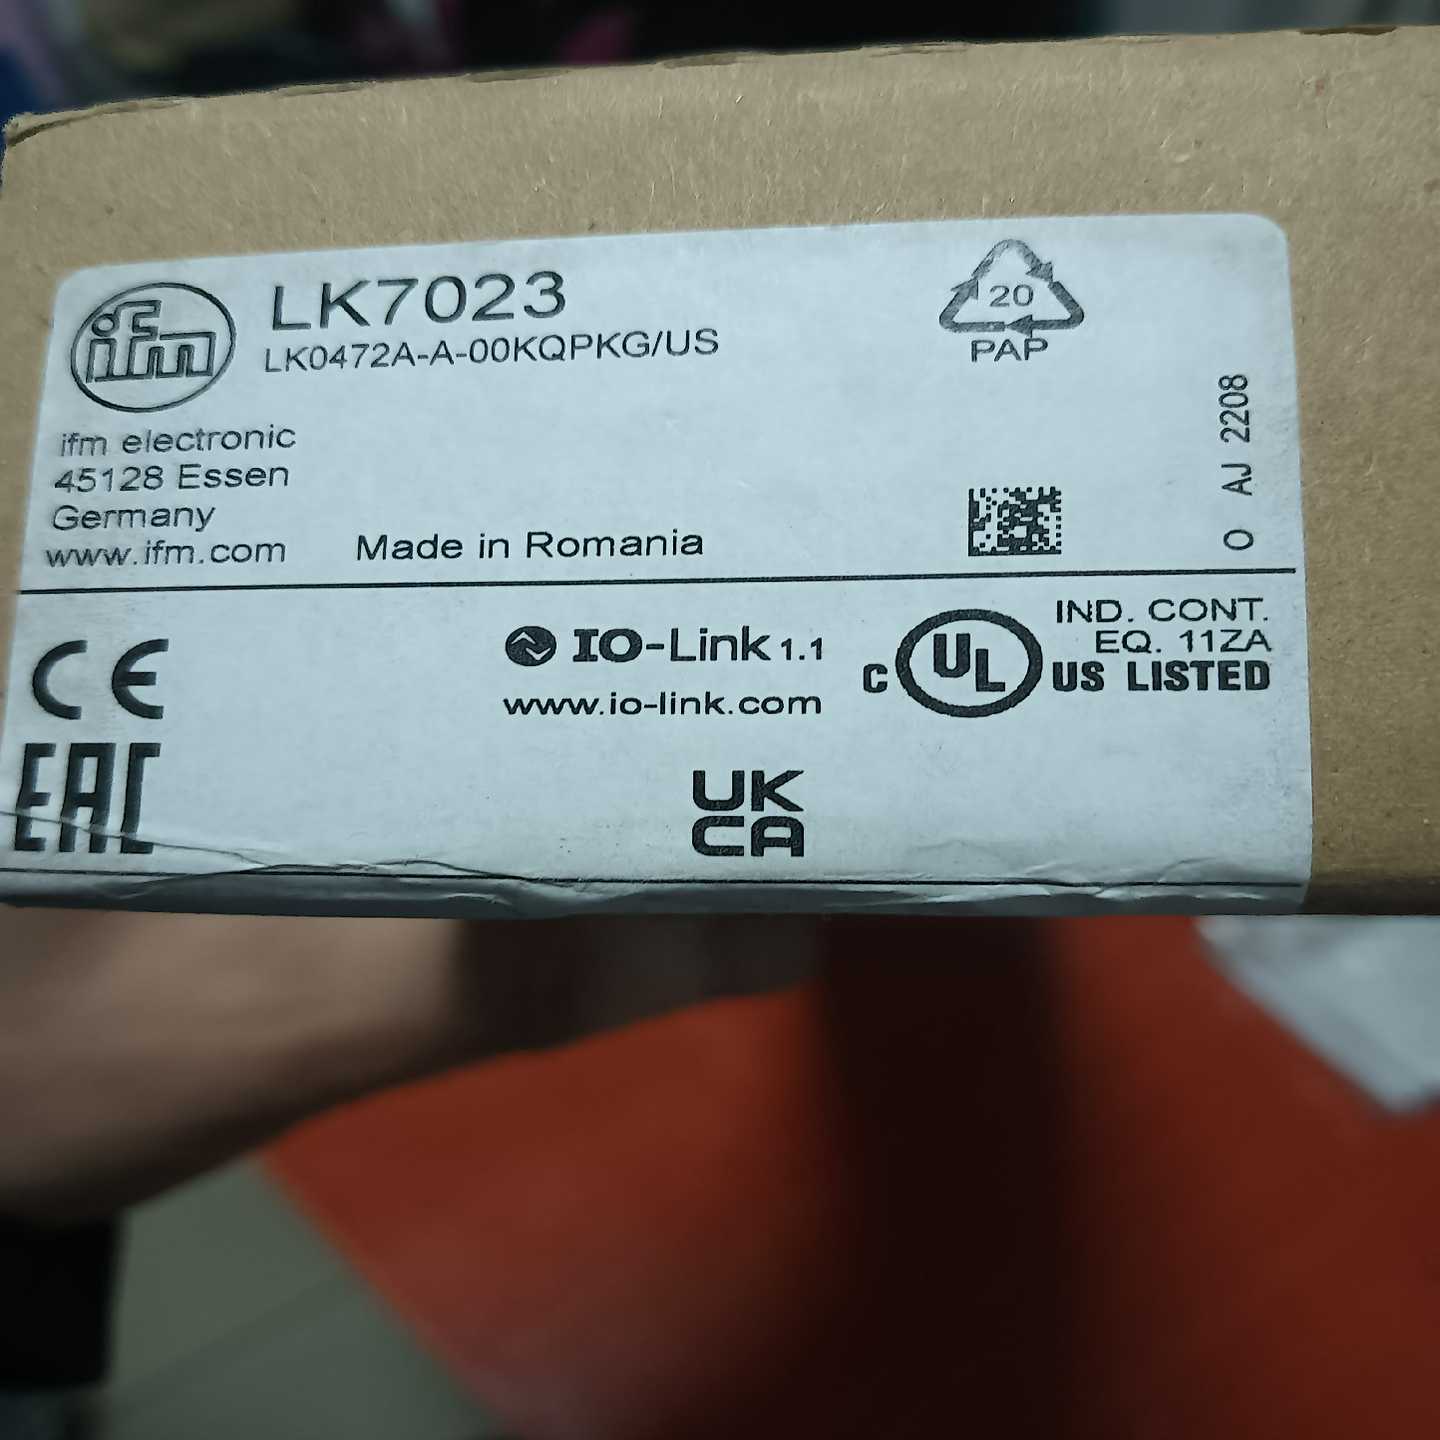 ifm
LK7023
LK0472A-A-00KQPKG/US
20
PAP
ifm electronic
45128 Essen
Germany
www.ifm.com
Made in Romania
O AJ 2208
CE
EAC
IO-Link 1.1
www.io-link.com
UK
CA
C UL US LISTED
IND. CONT.
EQ. 11ZA